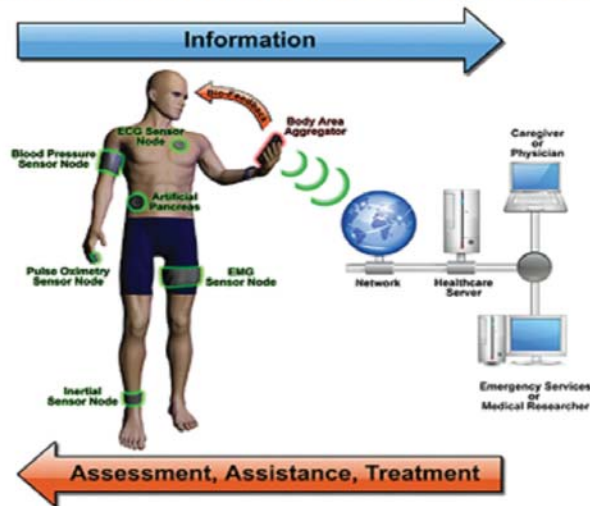 Information
Bio-Feedback
ECG Sensor
Node
Body Area
Aggregator
Caregiver
or
Physician
Blood Pressure
Sensor Node
Artificial
Pancreas
Pulse Oximetry
Sensor Node
EMG
Sensor Node
Network
Healthcare
Server
Inertial
Sensor Node
Emergency Services
or
Medical Researcher
Assessment, Assistance, Treatment